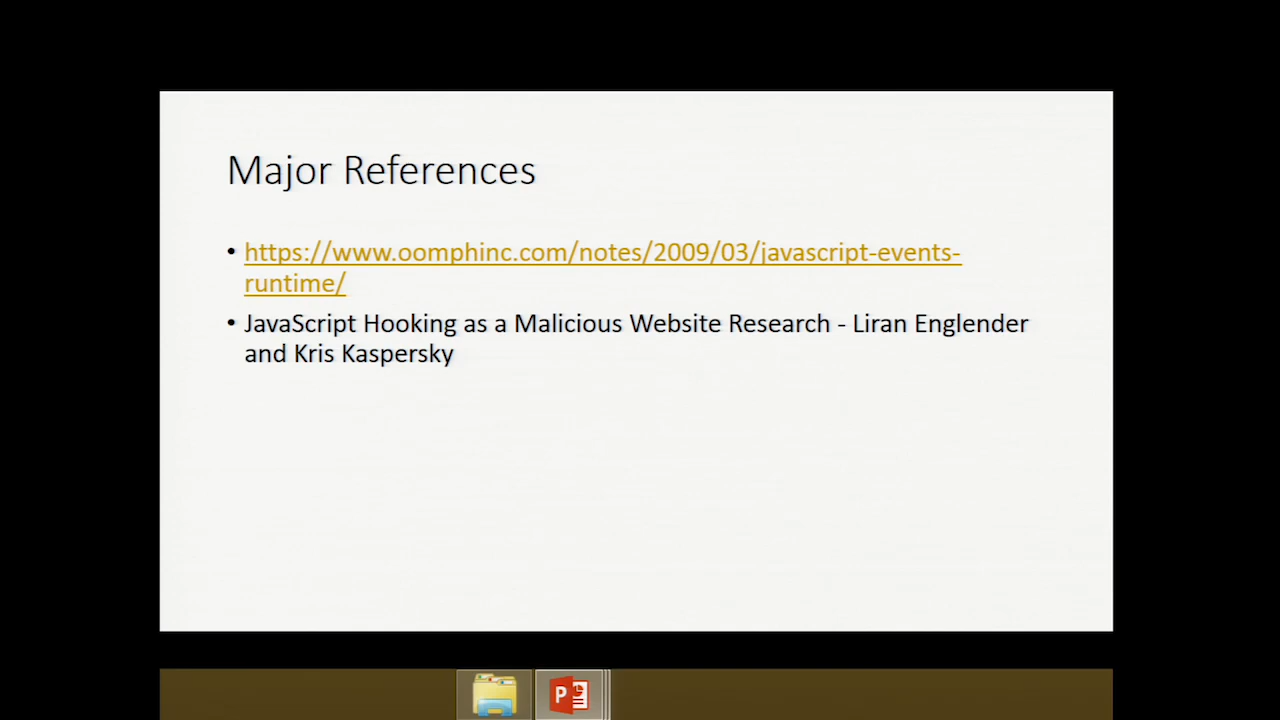 Major References
• https://www.oomphinc.com/notes/2009/03/javascript-events-
runtime/
• JavaScript Hooking as a Malicious Website Research - Liran Englender
and Kris Kaspersky
P